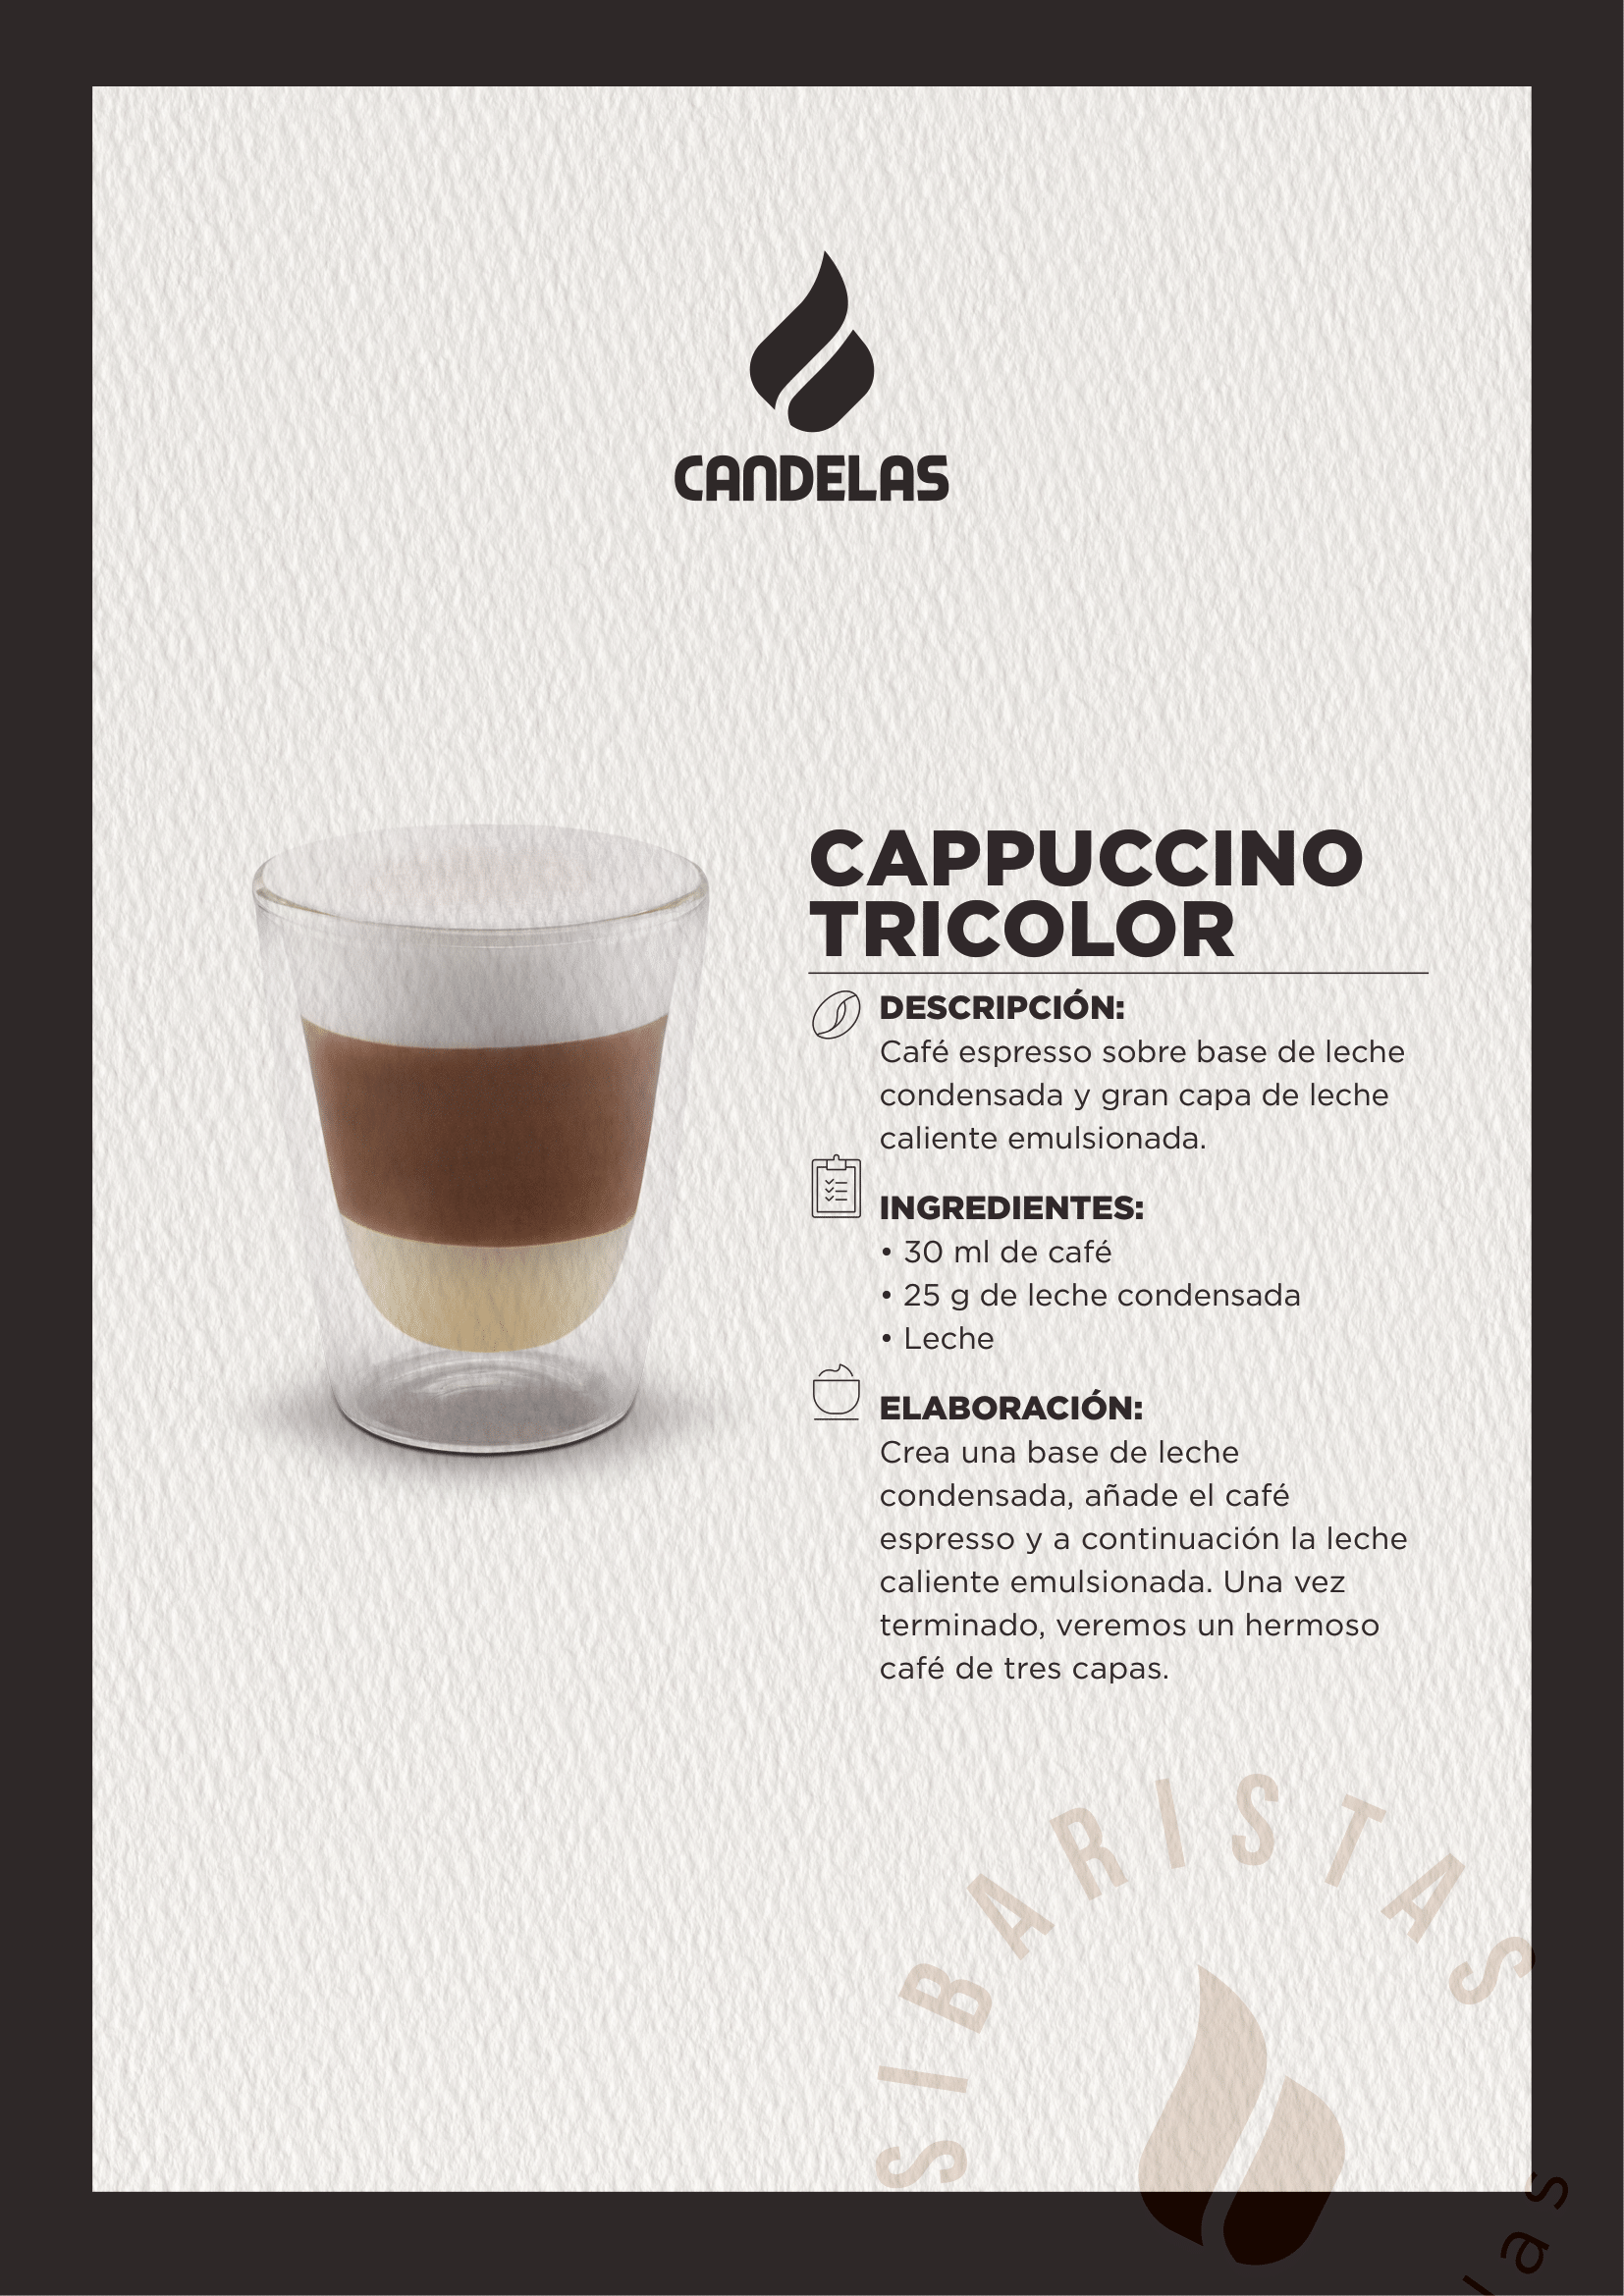 CANDELAS
CAPPUCCINO
TRICOLOR
DESCRIPCIÓN:
Café espresso sobre base de leche
condensada y gran capa de leche
caliente emulsionada.
INGREDIENTES:
• 30 ml de café
• 25 g de leche condensada
• Leche
ELABORACIÓN:
Crea una base de leche
condensada, añade el café
espresso y a continuación la leche
caliente emulsionada. Una vez
terminado, veremos un hermoso
café de tres capas.
SIBARISTAS
las